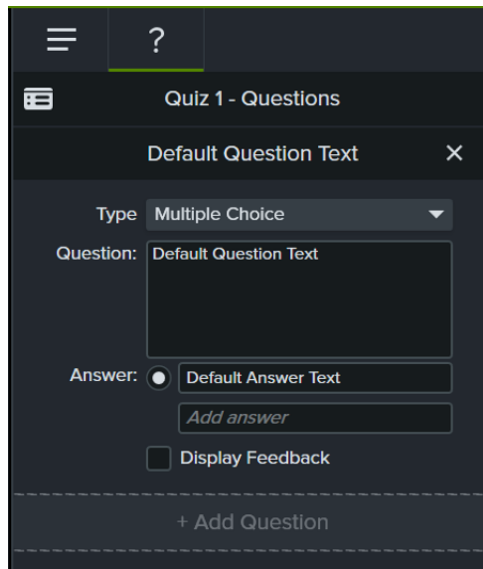 ?
Quiz 1 - Questions
Default Question Text
Type Multiple Choice
Question: Default Question Text
Answer: Default Answer Text
Add answer
Display Feedback
+ Add Question